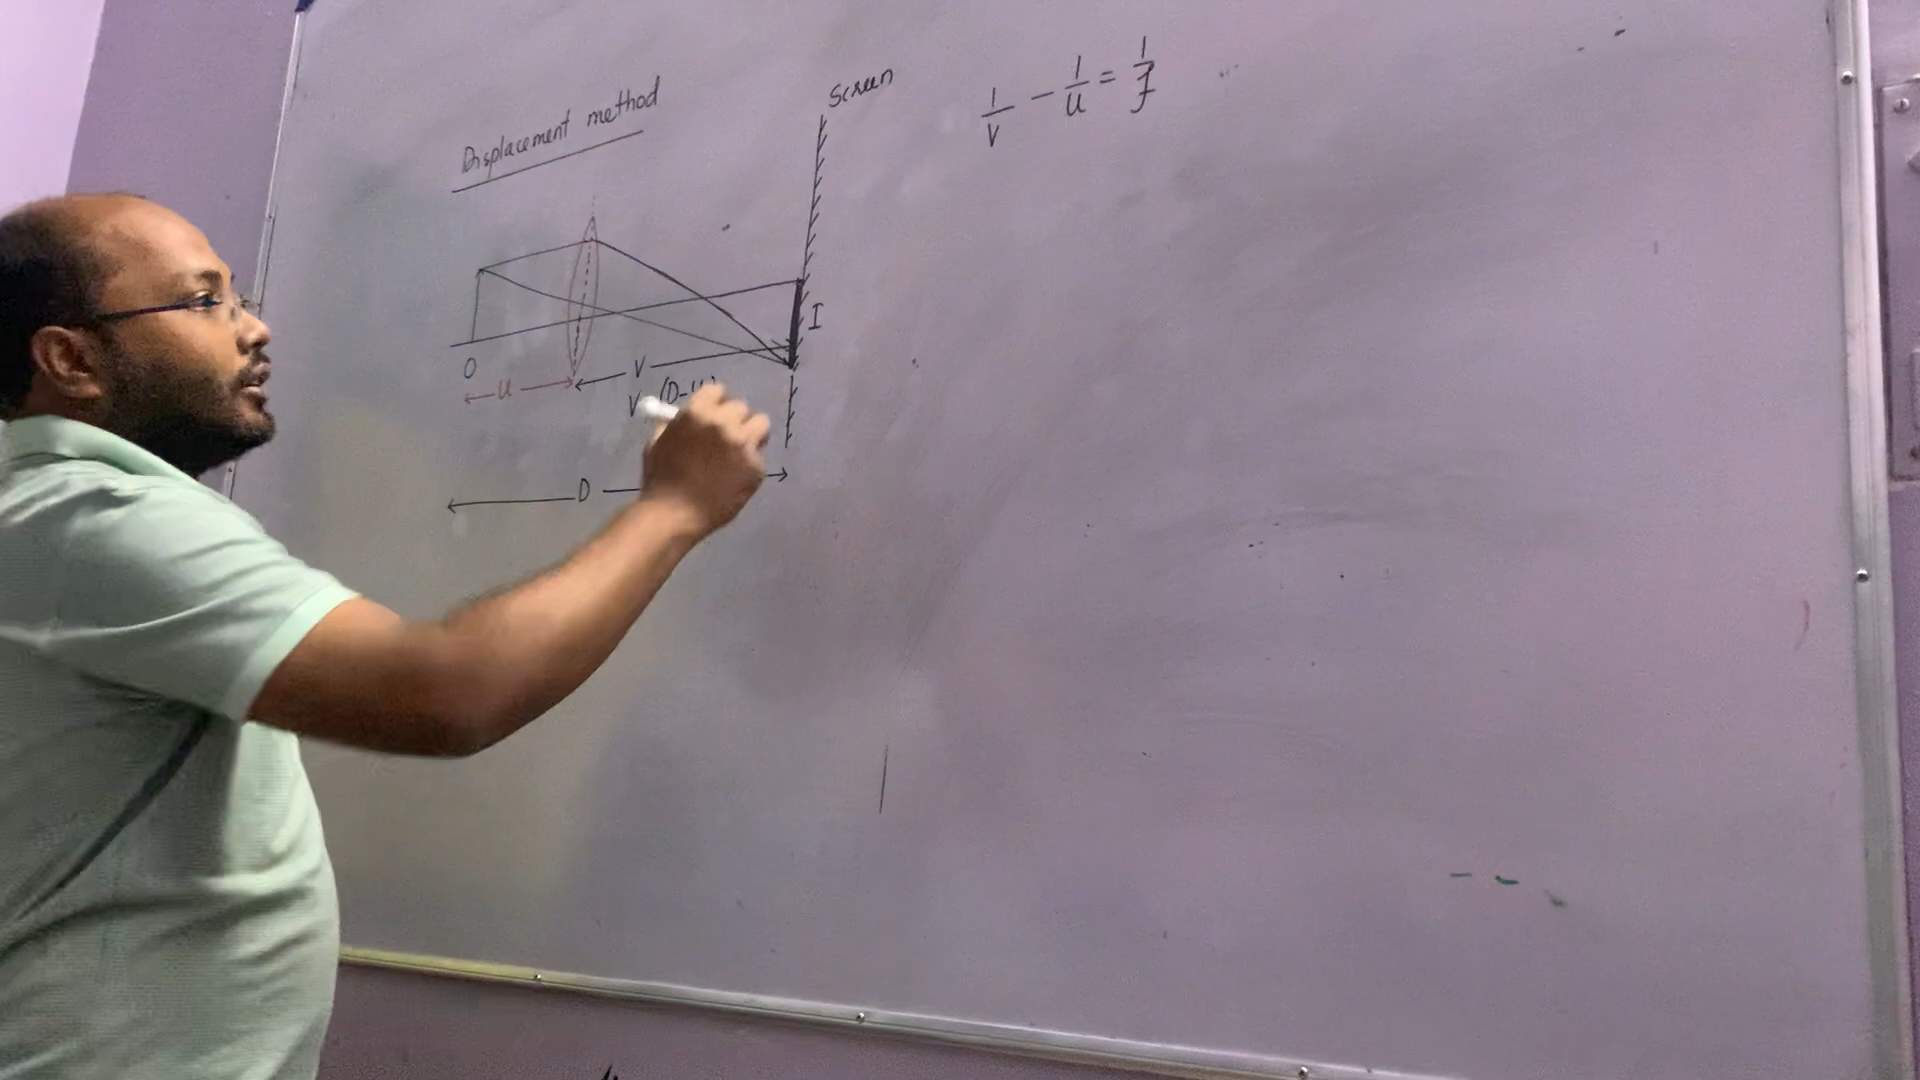 Displacement method
Screen
1/v - 1/u = 1/f
I
O
u
v
v (D-u)
D